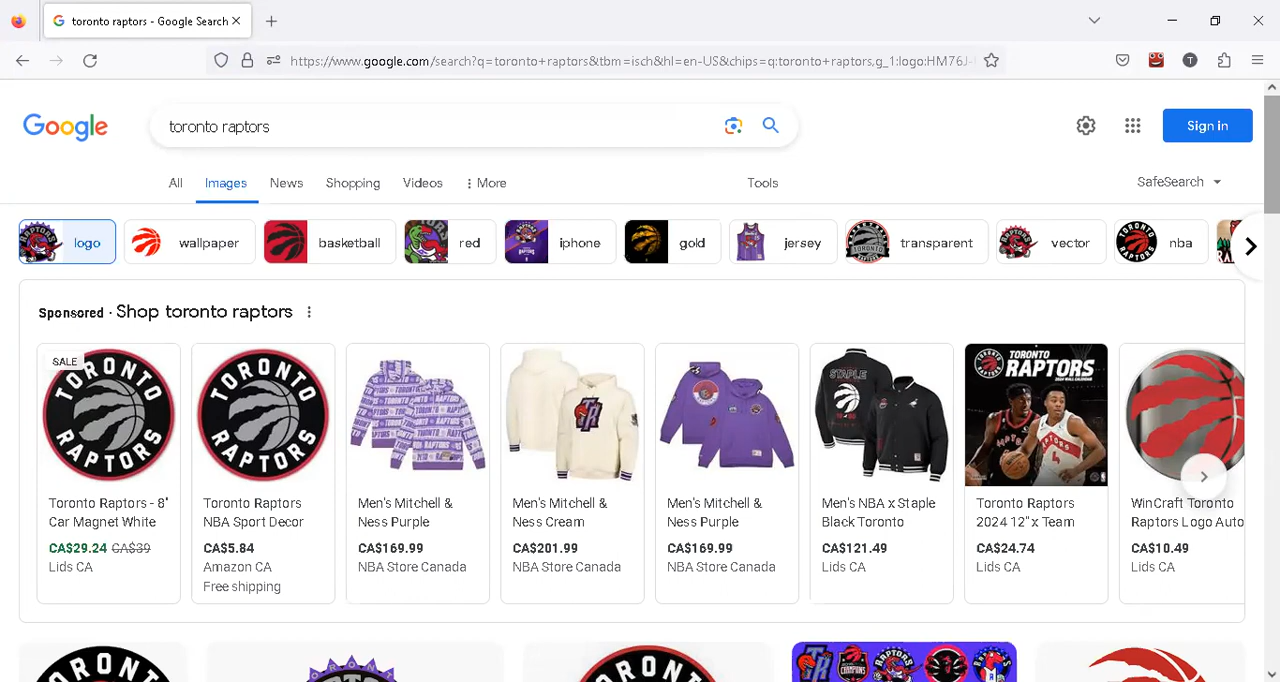 toronto raptors - Google Search
https://www.google.com/search?q=toronto+raptors&tbm=isch&hl=en-US&chips=q:toronto+raptors,g_1:logo:HM76J-
Google
toronto raptors
Sign in
All
Images
News
Shopping
Videos
More
Tools
SafeSearch
logo
wallpaper
basketball
red
iphone
gold
jersey
transparent
vector
nba
Sponsored · Shop toronto raptors
SALE
TORONTO
RAPTORS
Toronto Raptors - 8"
Car Magnet White
CA$29.24 CA$39
Lids CA
TORONTO
RAPTORS
Toronto Raptors
NBA Sport Decor
CA$5.84
Amazon CA
Free shipping
Men's Mitchell &
Ness Purple
CA$169.99
NBA Store Canada
Men's Mitchell &
Ness Cream
CA$201.99
NBA Store Canada
Men's Mitchell &
Ness Purple
CA$169.99
NBA Store Canada
STAPLE
Men's NBA x Staple
Black Toronto
CA$121.49
Lids CA
TORONTO
RAPTORS
2024 WALL CALENDAR
Toronto Raptors
2024 12" x Team
CA$24.74
Lids CA
WinCraft Toronto
Raptors Logo Auto
CA$10.49
Lids CA